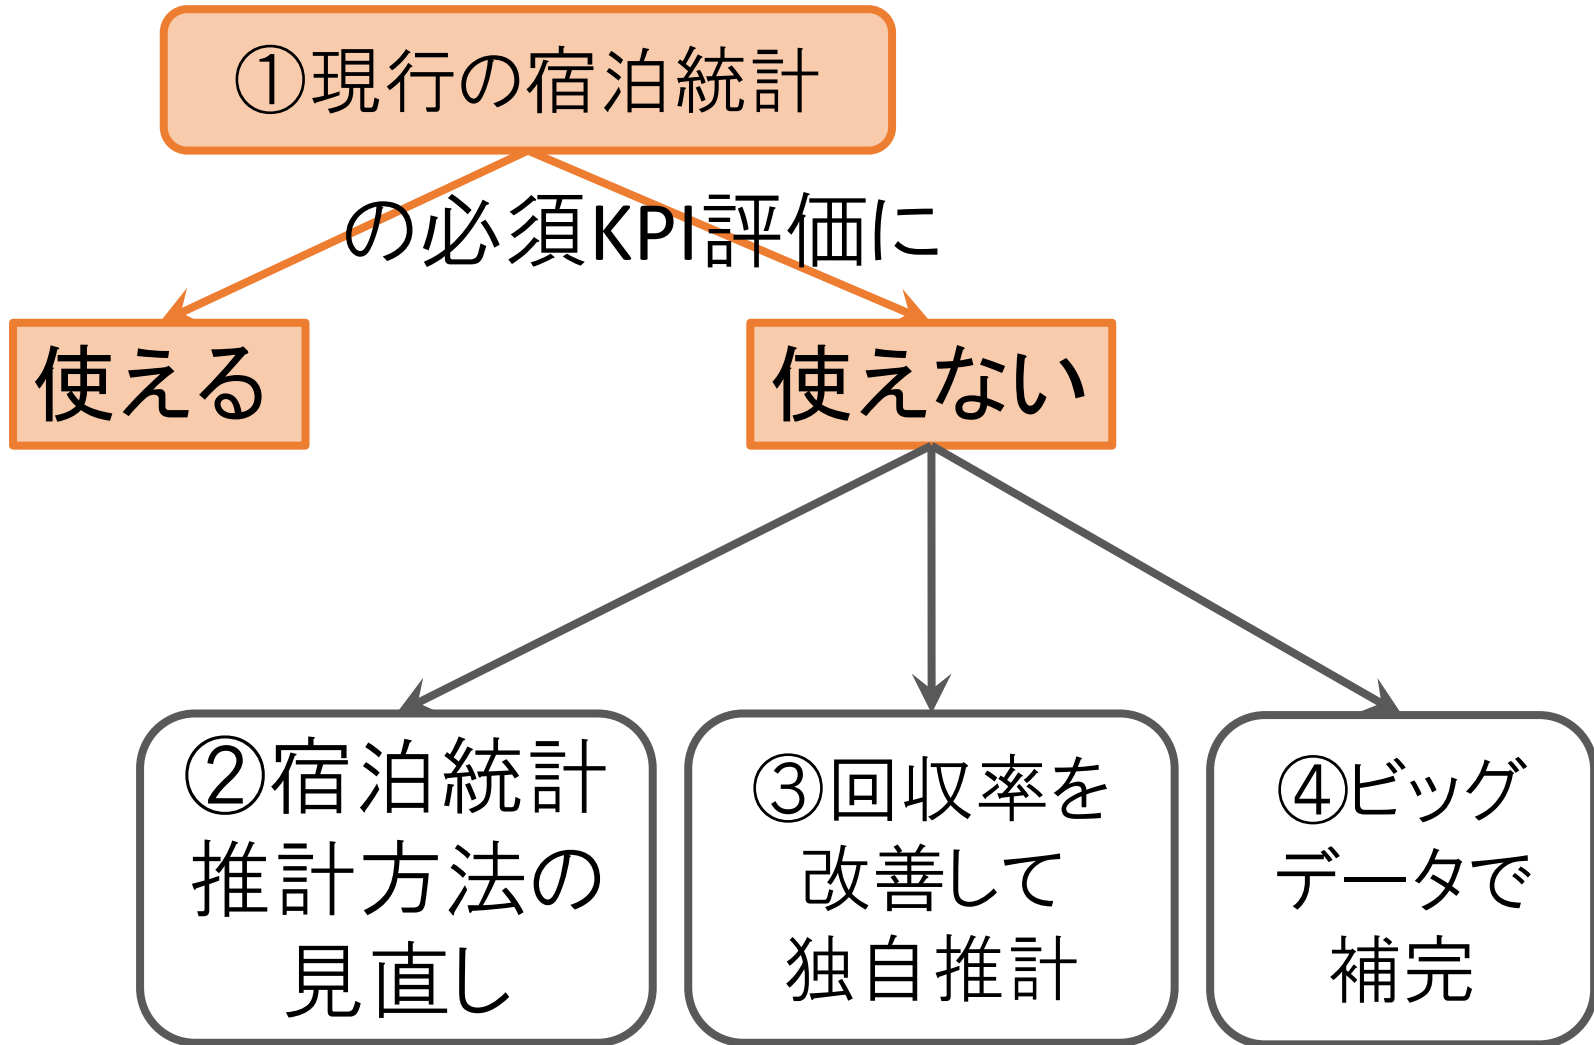 ①現行の宿泊統計
の必須KPI評価に
使える
使えない
②宿泊統計
推計方法の
見直し
③回収率を
改善して
独自推計
④ビッグ
データで
補完